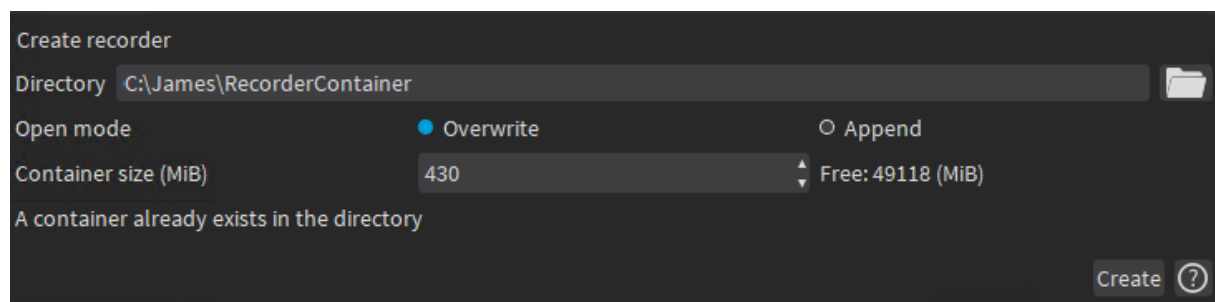 Create recorder
Directory C:\James\RecorderContainer
Open mode Overwrite Append
Container size (MiB) 430 Free: 49118 (MiB)
A container already exists in the directory
Create ?